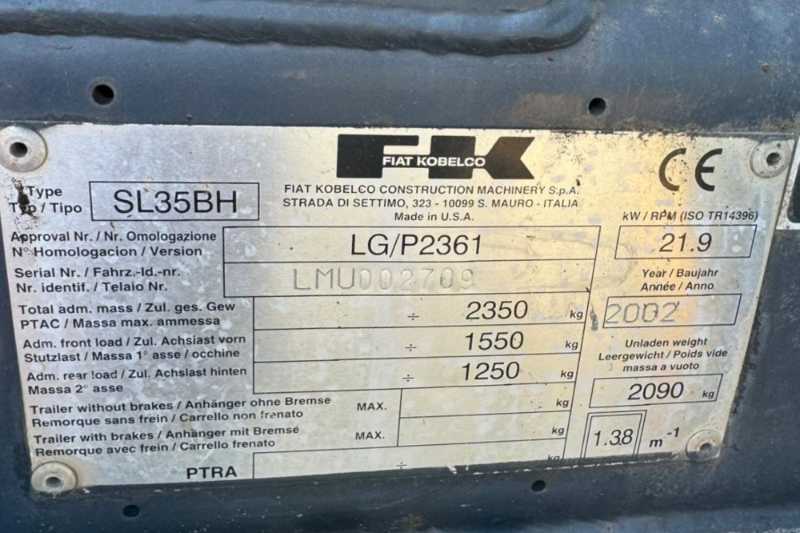 FK
FIAT KOBELCO
CE
Type
Typ / Tipo
SL35BH
FIAT KOBELCO CONSTRUCTION MACHINERY S.p.A.
STRADA DI SETTIMO, 323 - 10099 S. MAURO - ITALIA
Made in U.S.A.
kW / RPM (ISO TR14396)
Approval Nr. / Nr. Omologazione
N° Homologacion / Version
LG/P2361
21.9
Serial Nr. / Fahrz.-Id.-nr.
Nr. identif. / Telaio Nr.
LMU002709
Year / Baujahr
Année / Anno
2002
Total adm. mass / Zul. ges. Gew
PTAC / Massa max. ammessa
÷ 2350 kg
Adm. front load / Zul. Achslast vorn
Stutzlast / Massa 1° asse / occhine
÷ 1550 kg
Unladen weight
Leergewicht / Poids vide
massa a vuoto
Adm. rear load / Zul. Achslast hinten
Massa 2° asse
÷ 1250 kg
2090 kg
Trailer without brakes / Anhänger ohne Bremse
Remorque sans frein / Carrello non frenato
MAX. kg
Trailer with brakes / Anhänger mit Bremse
Remorque avec frein / Carrello frenato
MAX. kg
1.38 m-1
PTRA ÷ kg